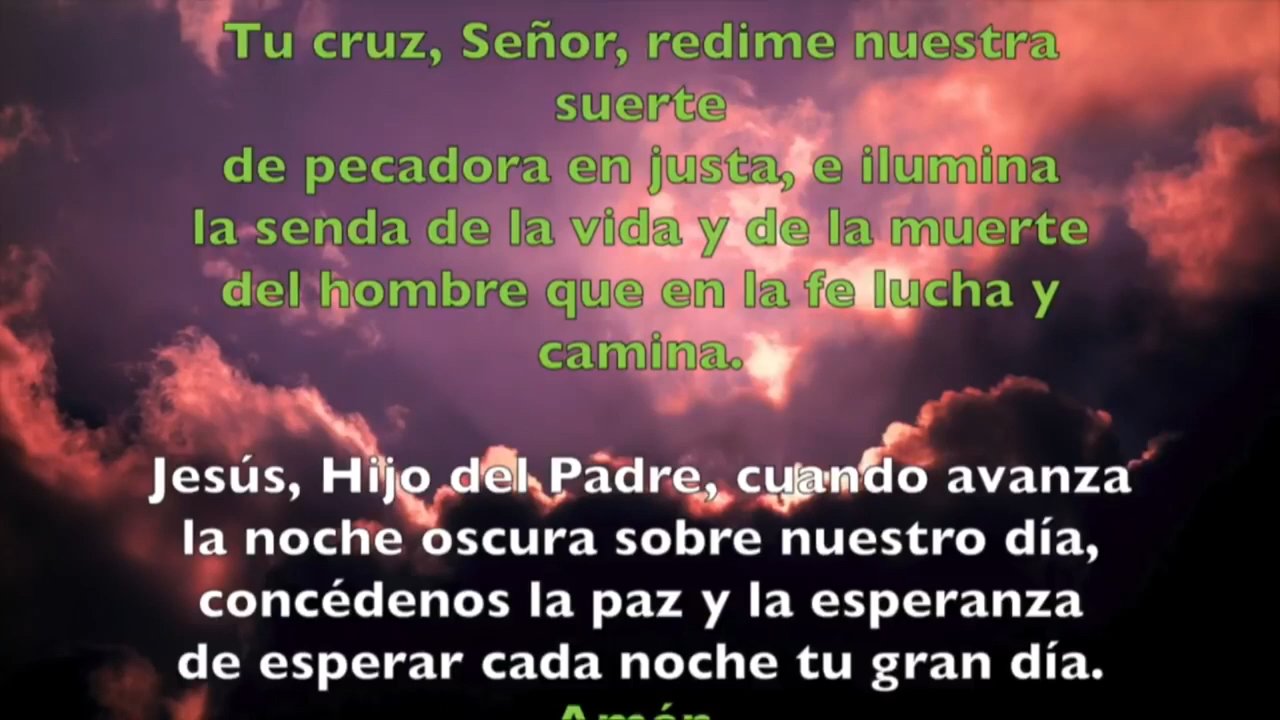 Tu cruz, Señor, redime nuestra
suerte
de pecadora en justa, e ilumina
la senda de la vida y de la muerte
del hombre que en la fe lucha y
camina.
Jesús, Hijo del Padre, cuando avanza
la noche oscura sobre nuestro día,
concédenos la paz y la esperanza
de esperar cada noche tu gran día.
Amén